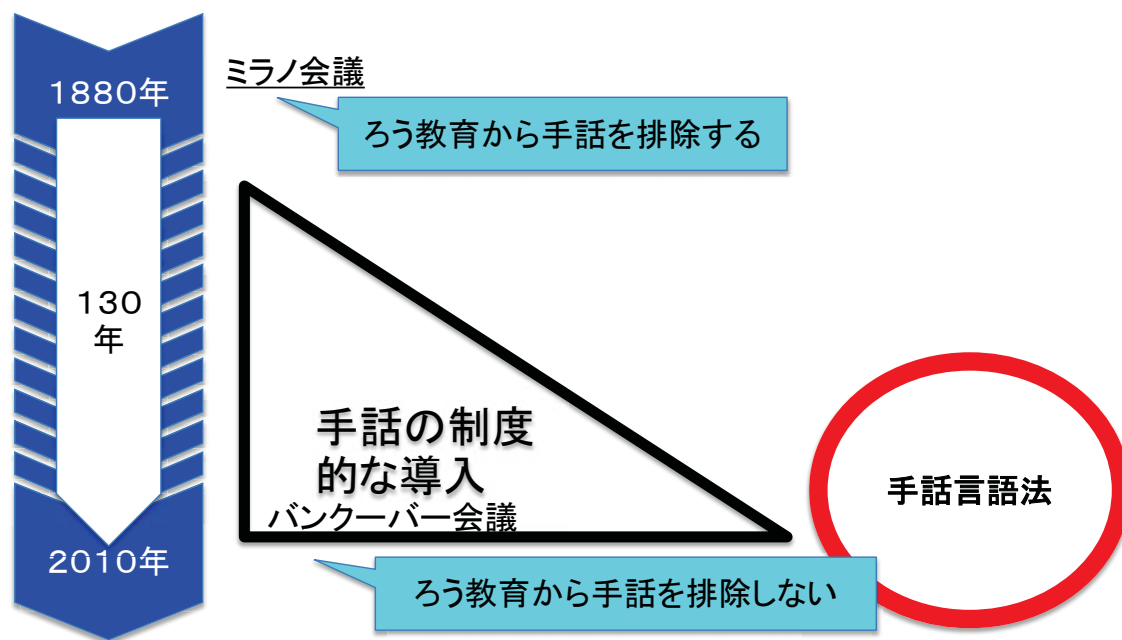 1880年
ミラノ会議
ろう教育から手話を排除する
130
年
手話の制度
的な導入
バンクーバー会議
手話言語法
2010年
ろう教育から手話を排除しない